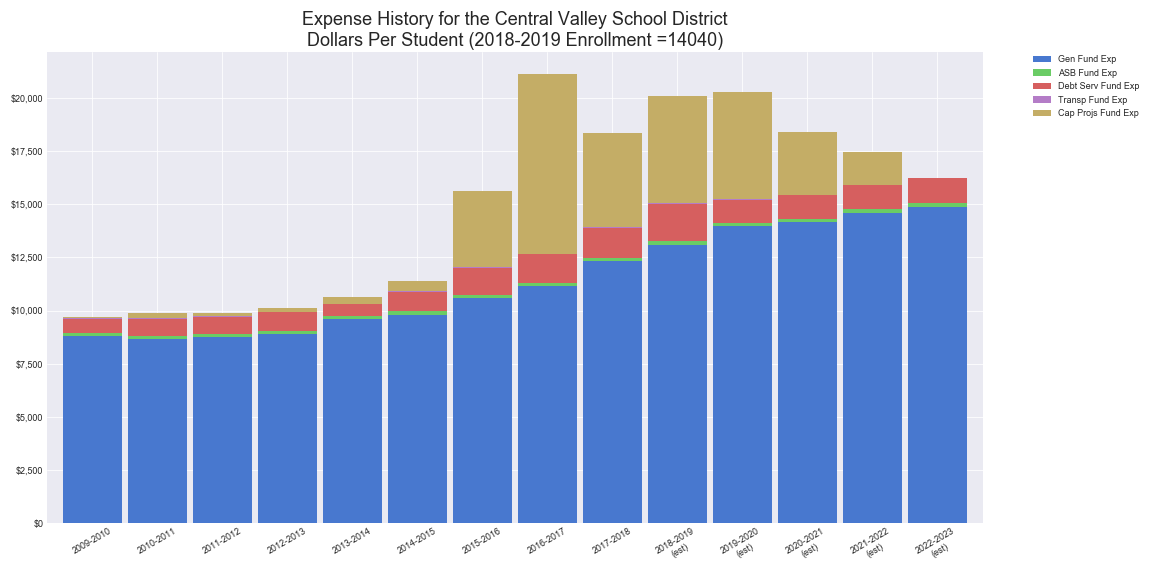 Expense History for the Central Valley School District
Dollars Per Student (2018-2019 Enrollment =14040)
Gen Fund Exp
ASB Fund Exp
Debt Serv Fund Exp
Transp Fund Exp
Cap Projs Fund Exp
$20,000
$17,500
$15,000
$12,500
$10,000
$7,500
$5,000
$2,500
$0
2009-2010
2010-2011
2011-2012
2012-2013
2013-2014
2014-2015
2015-2016
2016-2017
2017-2018
2018-2019
(est)
2019-2020
(est)
2020-2021
(est)
2021-2022
(est)
2022-2023
(est)